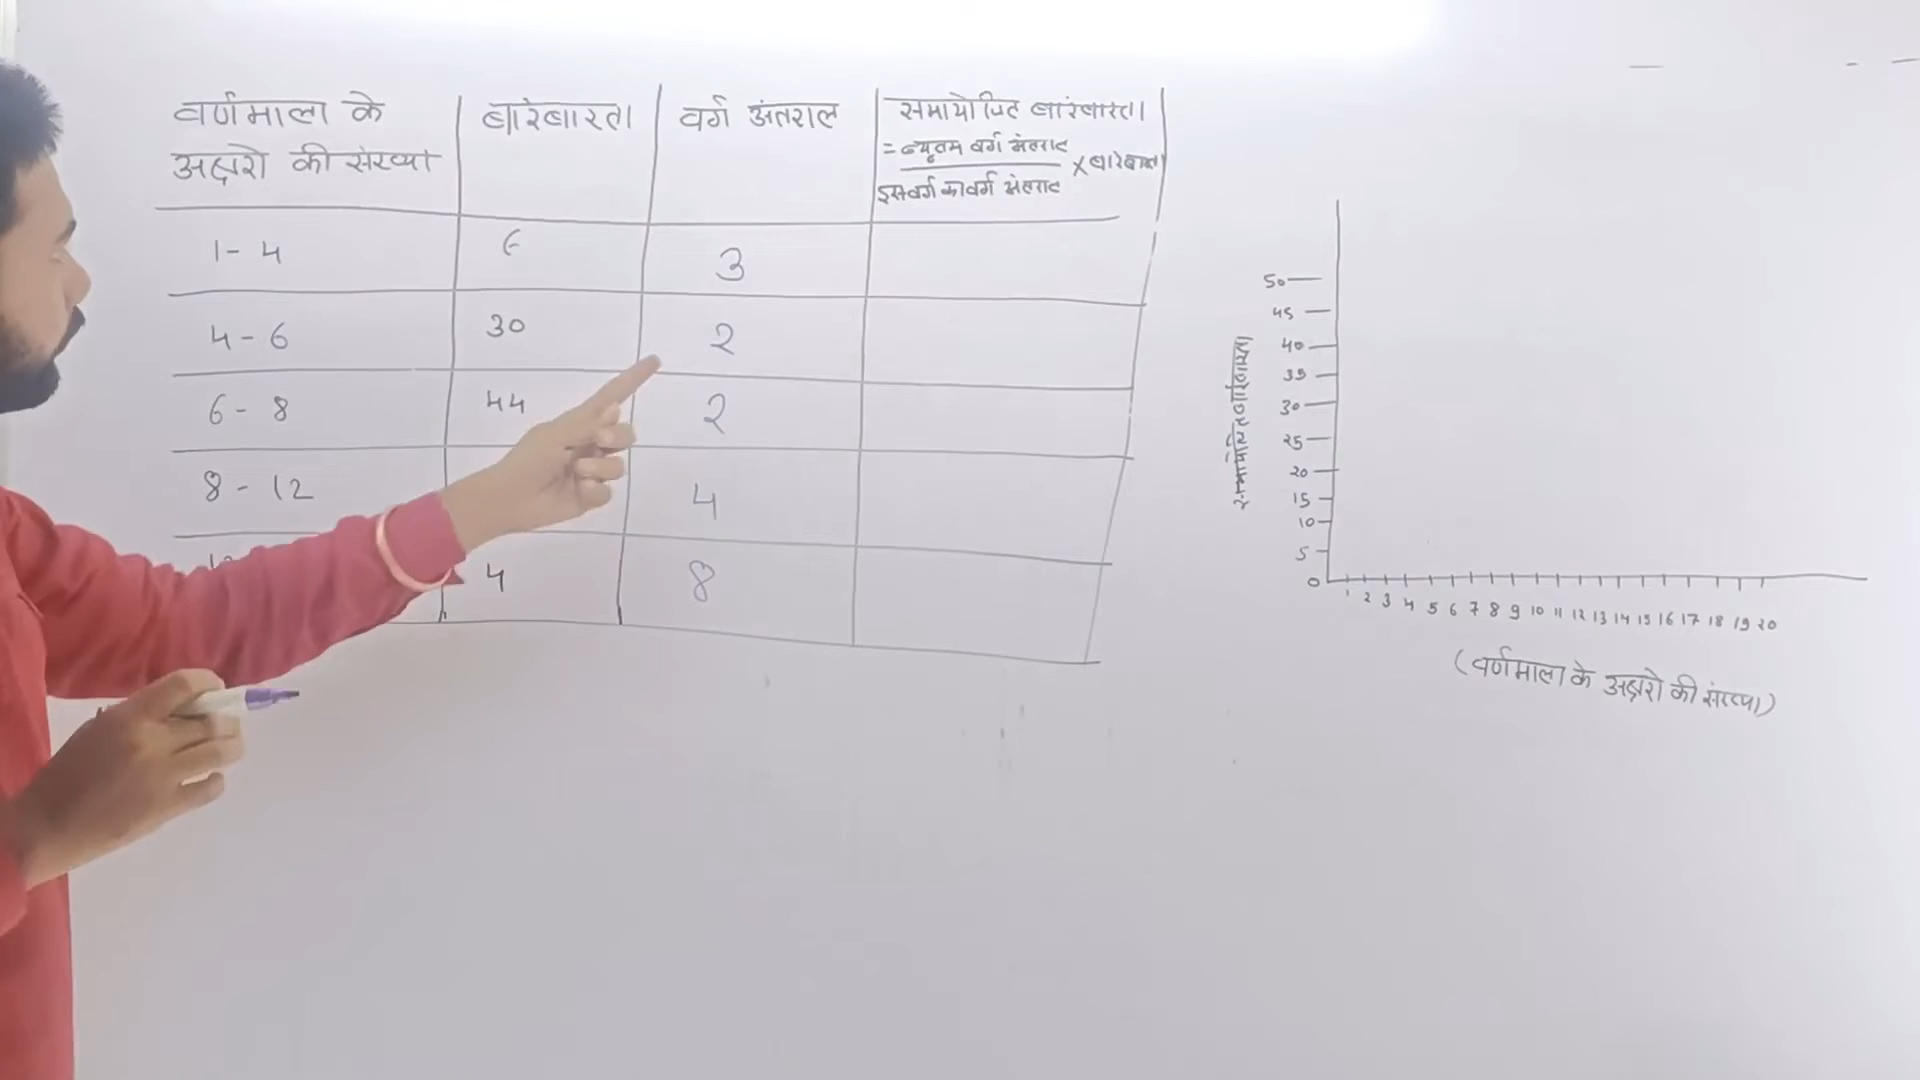 वर्णमाला के
अक्षरो की संख्या
बारंबारता
वर्ग अंतराल
समायोजित बारंबारता
= न्यूतम वर्ग अंतराल
इस वर्ग का वर्ग अंतराल
× बारंबारता
1- 4
6
3
4 - 6
30
2
6 - 8
44
2
8 - 12
4
4
8
50
45
40
35
30
25
20
15
10
5
0
समायोजित बारंबारता
1 2 3 4 5 6 7 8 9 10 11 12 13 14 15 16 17 18 19 20
(वर्णमाला के अक्षरो की संख्या)